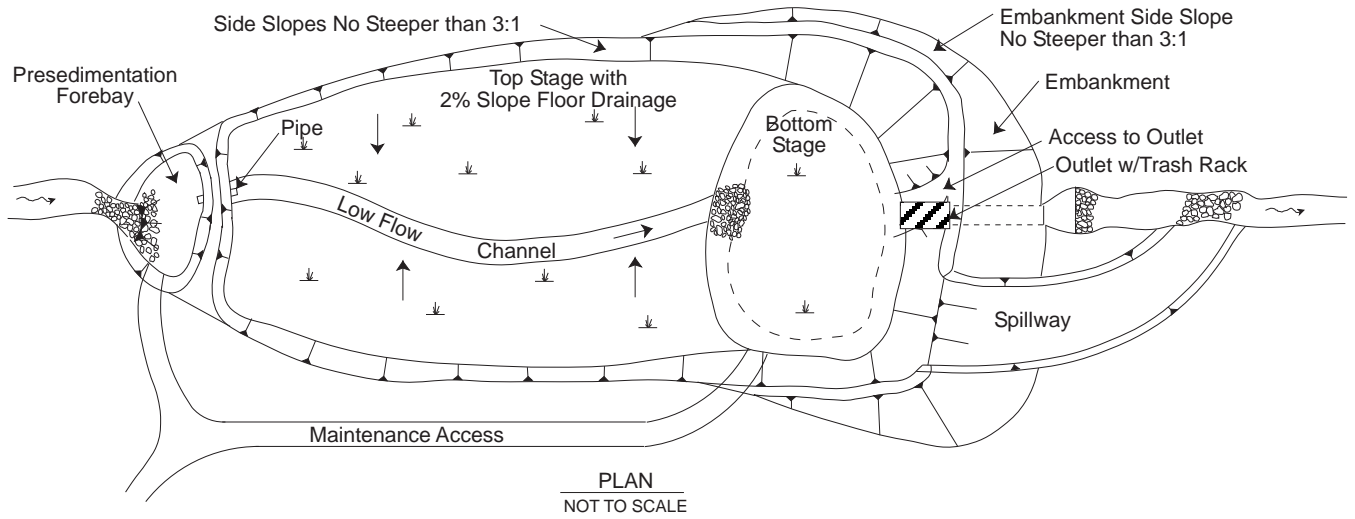 Side Slopes No Steeper than 3:1
Embankment Side Slope
No Steeper than 3:1
Presedimentation
Forebay
Top Stage with
2% Slope Floor Drainage
Embankment
Pipe
Bottom
Stage
Access to Outlet
Outlet w/Trash Rack
Low Flow
Channel
Spillway
Maintenance Access
PLAN
NOT TO SCALE